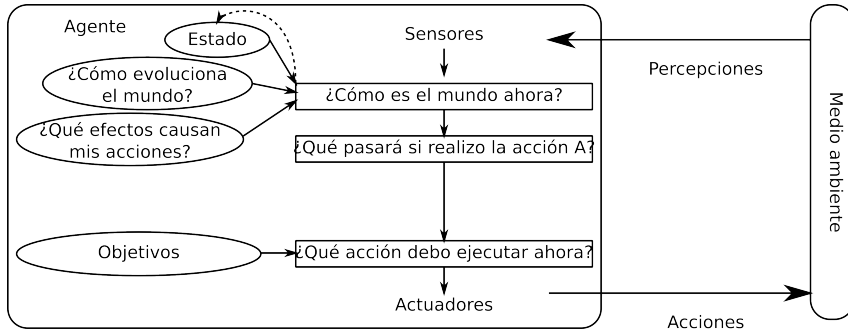 Agente
Estado
Sensores
¿Cómo evoluciona
el mundo?
¿Cómo es el mundo ahora?
¿Qué efectos causan
mis acciones?
¿Qué pasará si realizo la acción A?
Objetivos
¿Qué acción debo ejecutar ahora?
Actuadores
Percepciones
Acciones
Medio ambiente